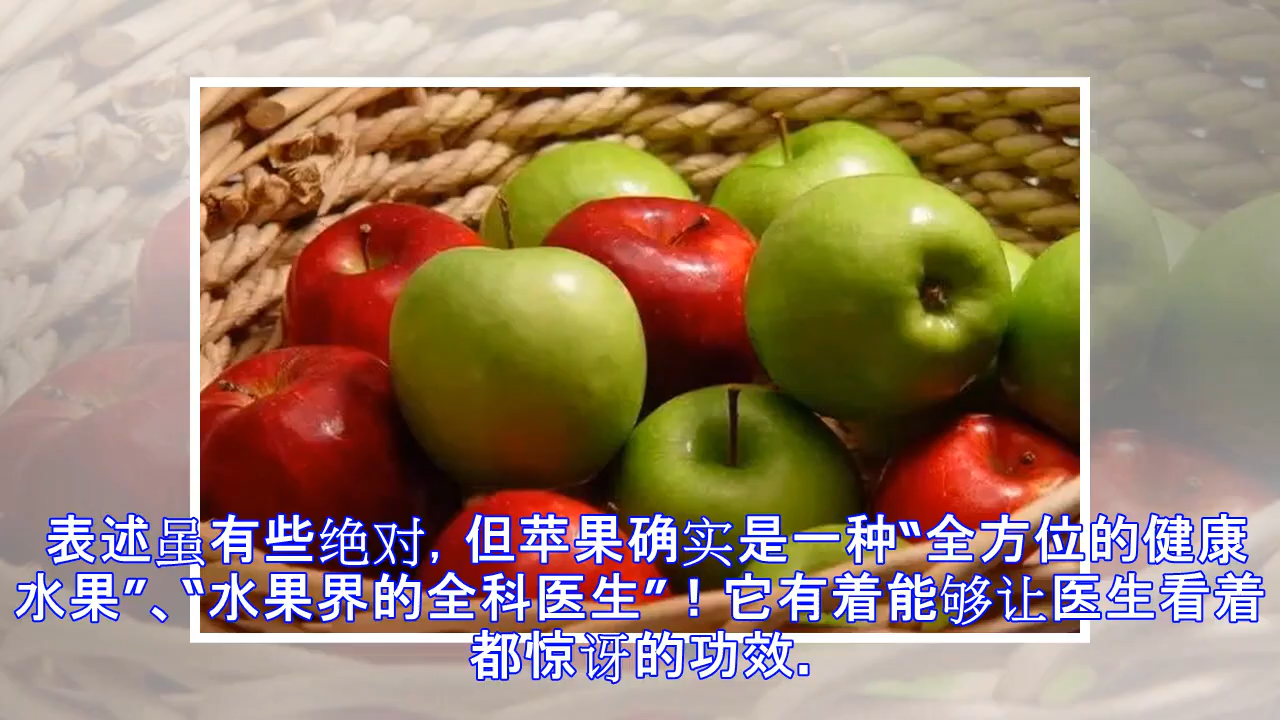 表述虽有些绝对, 但苹果确实是一种“全方位的健康
水果”、“水果界的全科医生”！它有着能够让医生看着
都惊讶的功效.